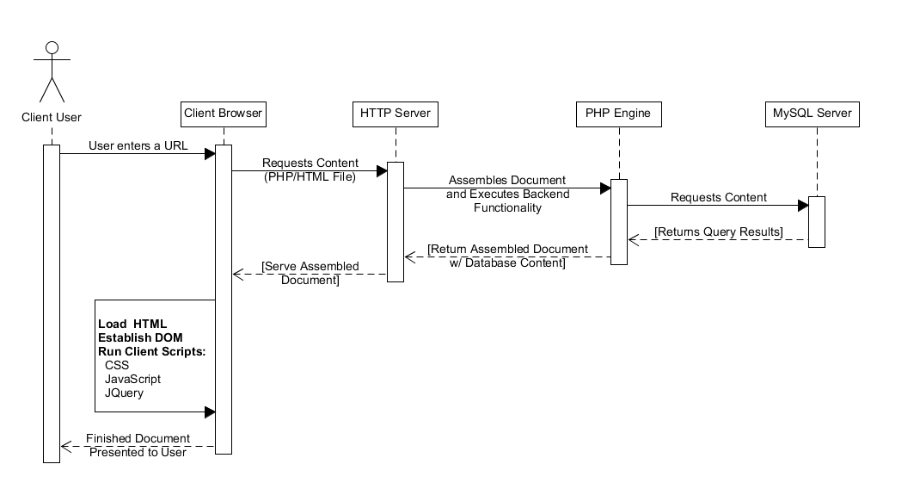 Client User
Client Browser
HTTP Server
PHP Engine
MySQL Server
User enters a URL
Requests Content
(PHP/HTML File)
Assembles Document
and Executes Backend
Functionality
Requests Content
[Returns Query Results]
[Return Assembled Document
w/ Database Content]
[Serve Assembled
Document]
Load HTML
Establish DOM
Run Client Scripts:
CSS
JavaScript
JQuery
Finished Document
Presented to User